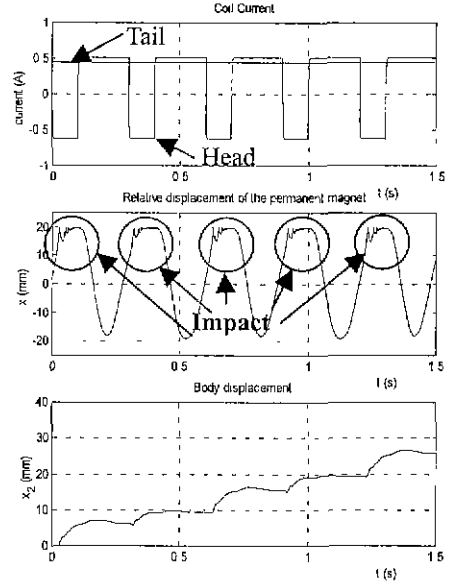 Coil Current
1
0.5
0
-0.5
-1
current (A)
Tail
Head
0
0.5
1
t (s)
1.5
Relative displacement of the permanent magnet
20
10
0
-10
-20
x (mm)
Impact
0
0.5
1
t (s)
1.5
Body displacement
40
30
20
10
0
x2 (mm)
0
0.5
1
t (s)
1.5